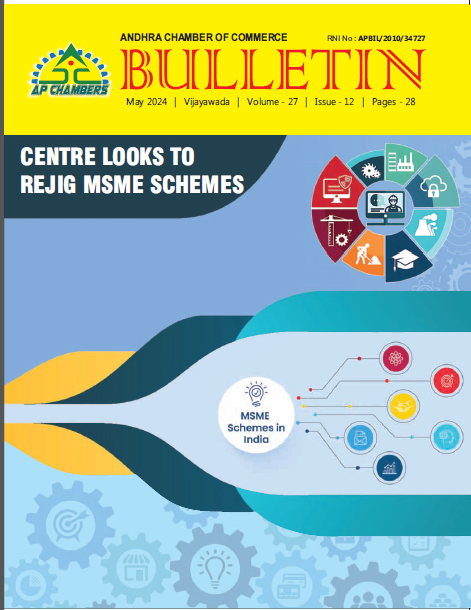 ANDHRA CHAMBER OF COMMERCE
RNI No : APBIL/2010/34727
AP CHAMBERS
BULLETIN
May 2024 | Vijayawada | Volume - 27 | Issue - 12 | Pages - 28
CENTRE LOOKS TO
REJIG MSME SCHEMES
MSME
Schemes in
India